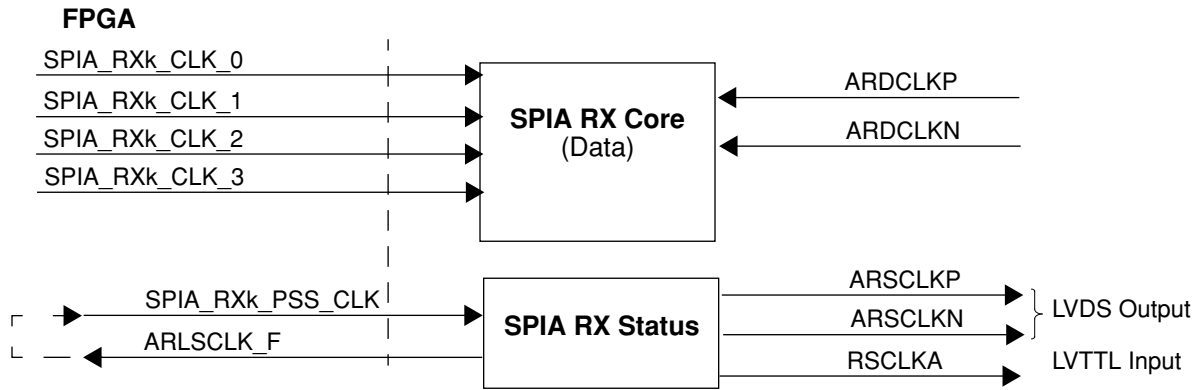 FPGA
SPIA_RXk_CLK_0
SPIA_RXk_CLK_1
SPIA_RXk_CLK_2
SPIA_RXk_CLK_3
SPIA RX Core
(Data)
ARDCLKP
ARDCLKN
SPIA_RXk_PSS_CLK
ARLSCLK_F
SPIA RX Status
ARSCLKP
ARSCLKN
LVDS Output
RSCLKA
LVTTL Input